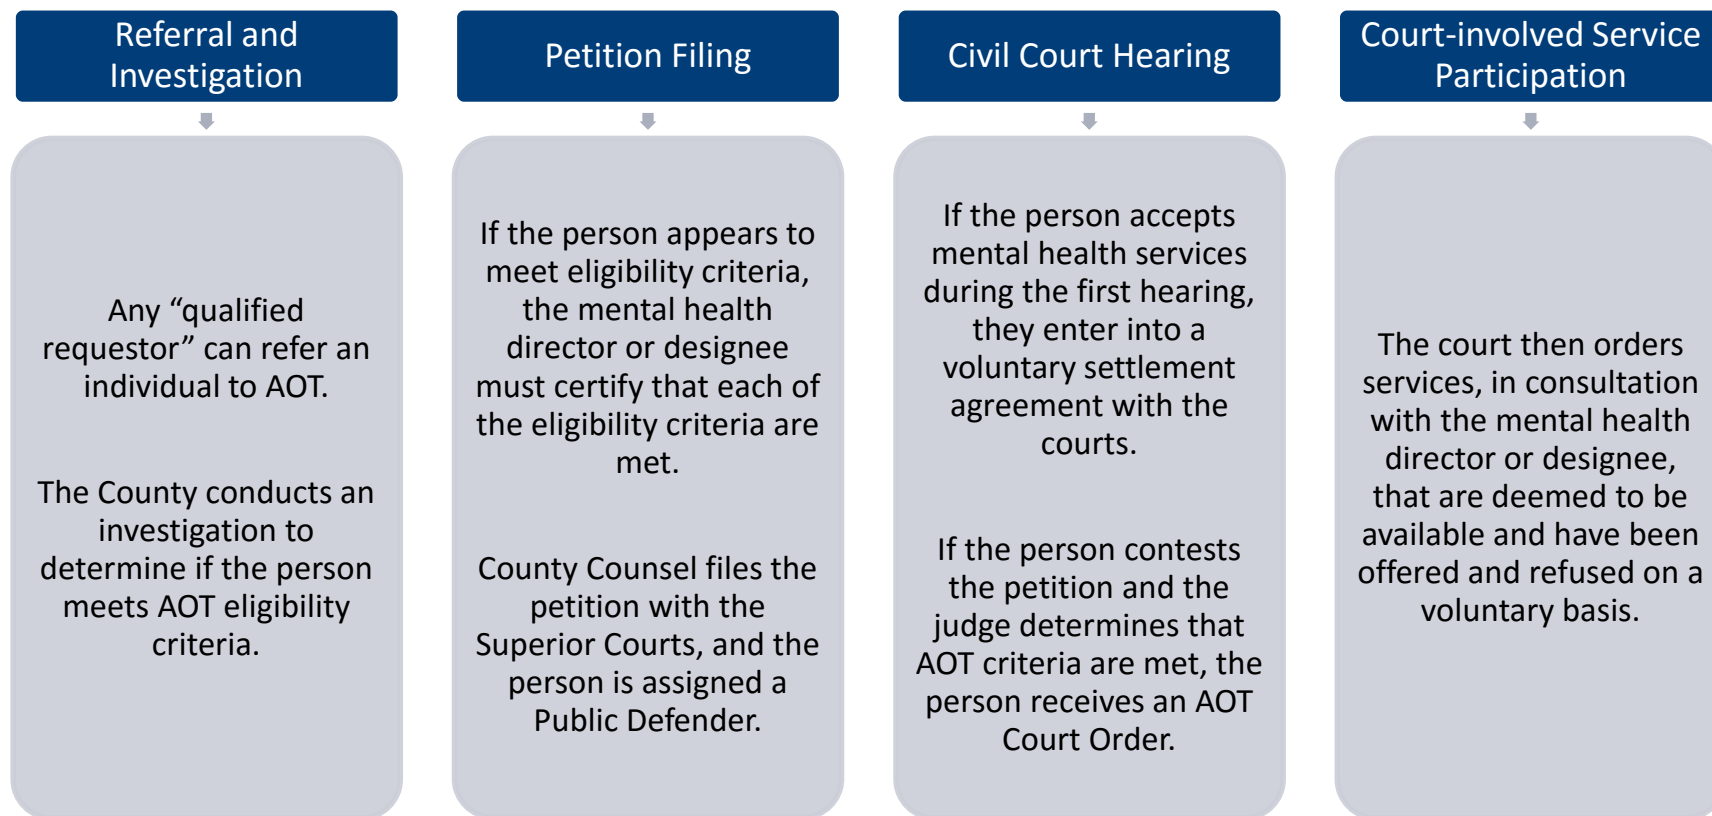 Referral and
Investigation
Any “qualified
requestor” can refer an
individual to AOT.
The County conducts an
investigation to
determine if the person
meets AOT eligibility
criteria.
Petition Filing
If the person appears to
meet eligibility criteria,
the mental health
director or designee
must certify that each of
the eligibility criteria are
met.
County Counsel files the
petition with the
Superior Courts, and the
person is assigned a
Public Defender.
Civil Court Hearing
If the person accepts
mental health services
during the first hearing,
they enter into a
voluntary settlement
agreement with the
courts.
If the person contests
the petition and the
judge determines that
AOT criteria are met, the
person receives an AOT
Court Order.
Court-involved Service
Participation
The court then orders
services, in consultation
with the mental health
director or designee,
that are deemed to be
available and have been
offered and refused on a
voluntary basis.